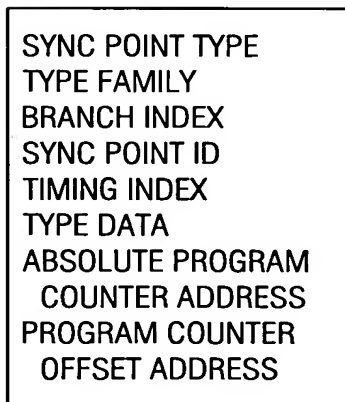 SYNC POINT TYPE
TYPE FAMILY
BRANCH INDEX
SYNC POINT ID
TIMING INDEX
TYPE DATA
ABSOLUTE PROGRAM
COUNTER ADDRESS
PROGRAM COUNTER
OFFSET ADDRESS